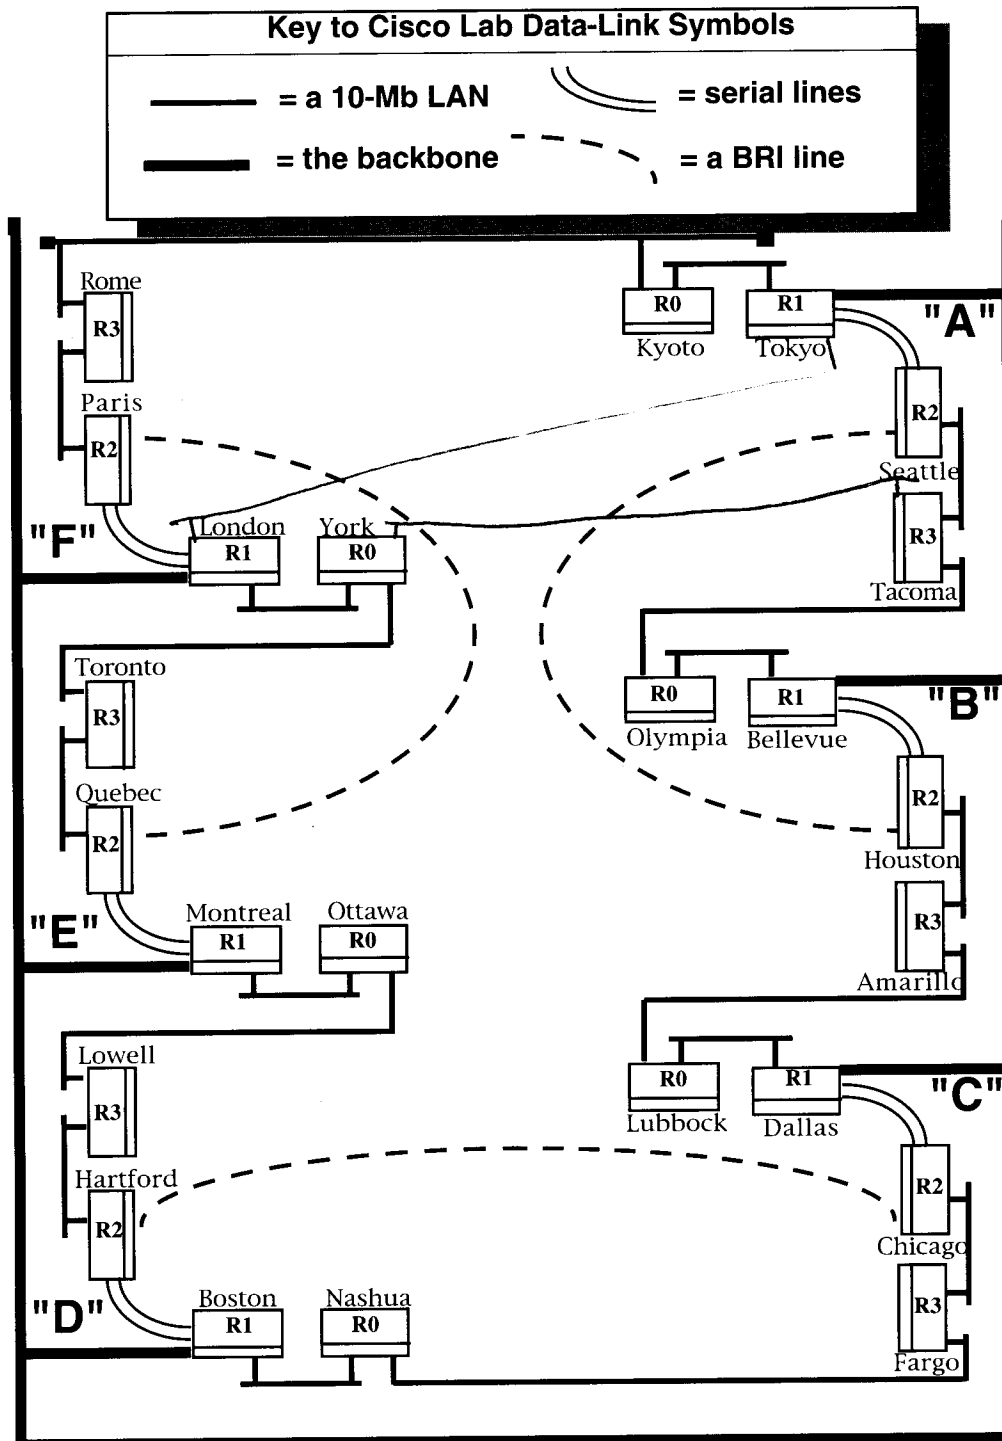 Key to Cisco Lab Data-Link Symbols
= a 10-Mb LAN
= serial lines
= the backbone
= a BRI line
Rome
R3
R0
Kyoto
R1
Tokyo
"A"
Paris
R2
R2
Seattle
"F"
London
R1
York
R0
R3
Tacoma
Toronto
R3
R0
Olympia
R1
Bellevue
"B"
Quebec
R2
R2
Houston
"E"
Montreal
R1
Ottawa
R0
R3
Amarillo
Lowell
R3
R0
Lubbock
R1
Dallas
"C"
Hartford
R2
R2
Chicago
"D"
Boston
R1
Nashua
R0
R3
Fargo